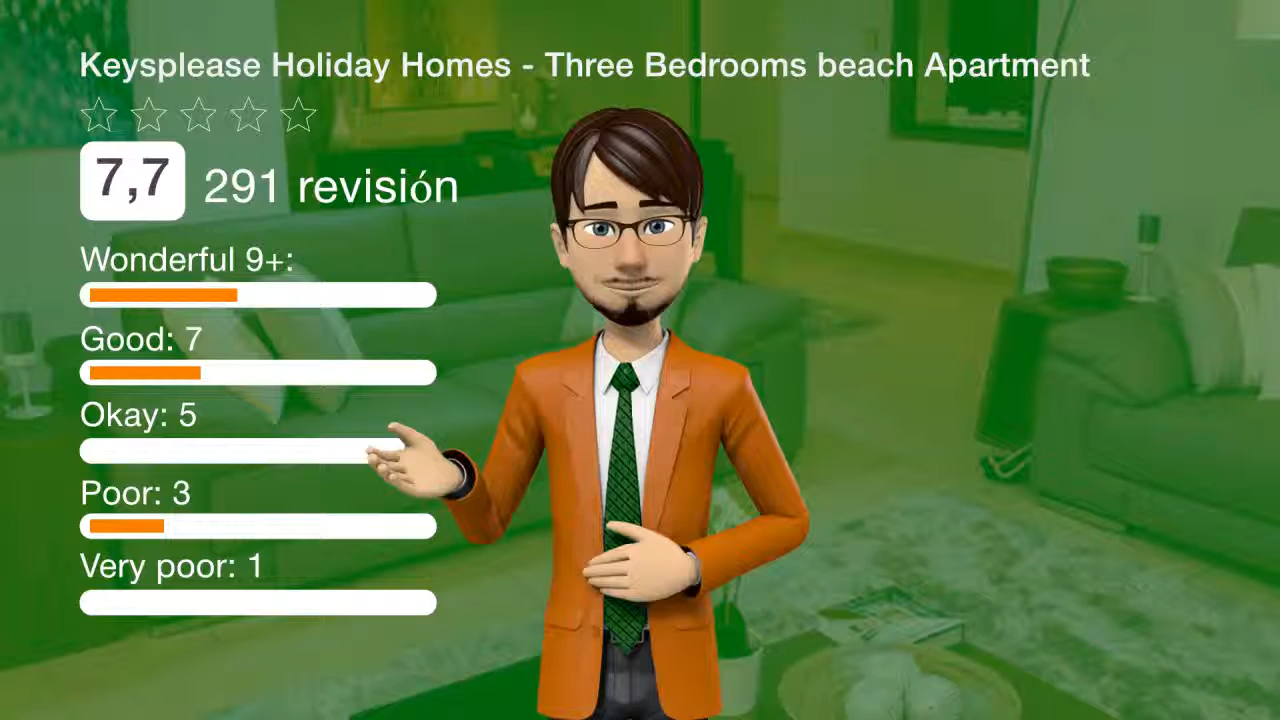 Keysplease Holiday Homes - Three Bedrooms beach Apartment
7,7
291 revisión
Wonderful 9+:
Good: 7
Okay: 5
Poor: 3
Very poor: 1